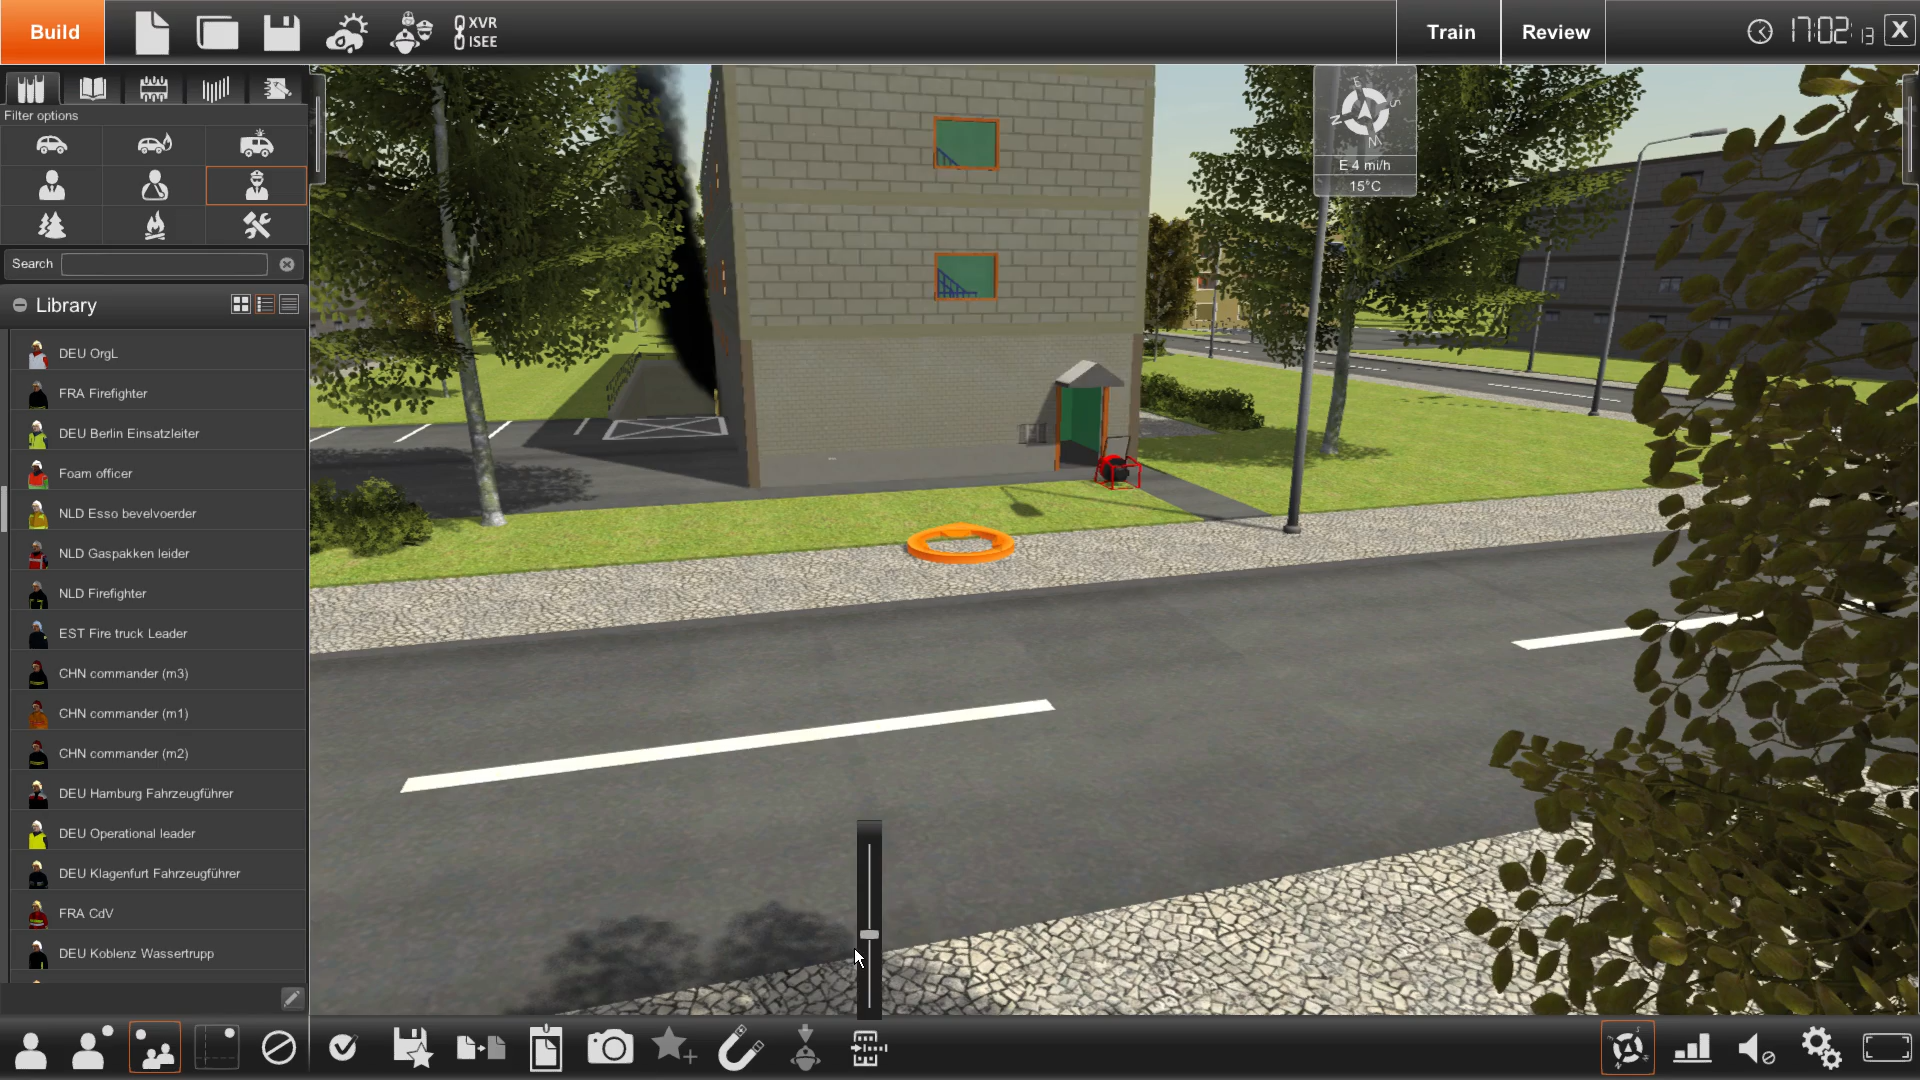 Build
XVR
ISEE
Train
Review
17:02 13
X
Filter options
Search
Library
DEU OrgL
FRA Firefighter
DEU Berlin Einsatzleiter
Foam officer
NLD Esso bevelvoerder
NLD Gaspakken leider
NLD Firefighter
EST Fire truck Leader
CHN commander (m3)
CHN commander (m1)
CHN commander (m2)
DEU Hamburg Fahrzeugführer
DEU Operational leader
DEU Klagenfurt Fahrzeugführer
FRA CdV
DEU Koblenz Wassertrupp
E
S
Z
N
E 4 mi/h
15°C